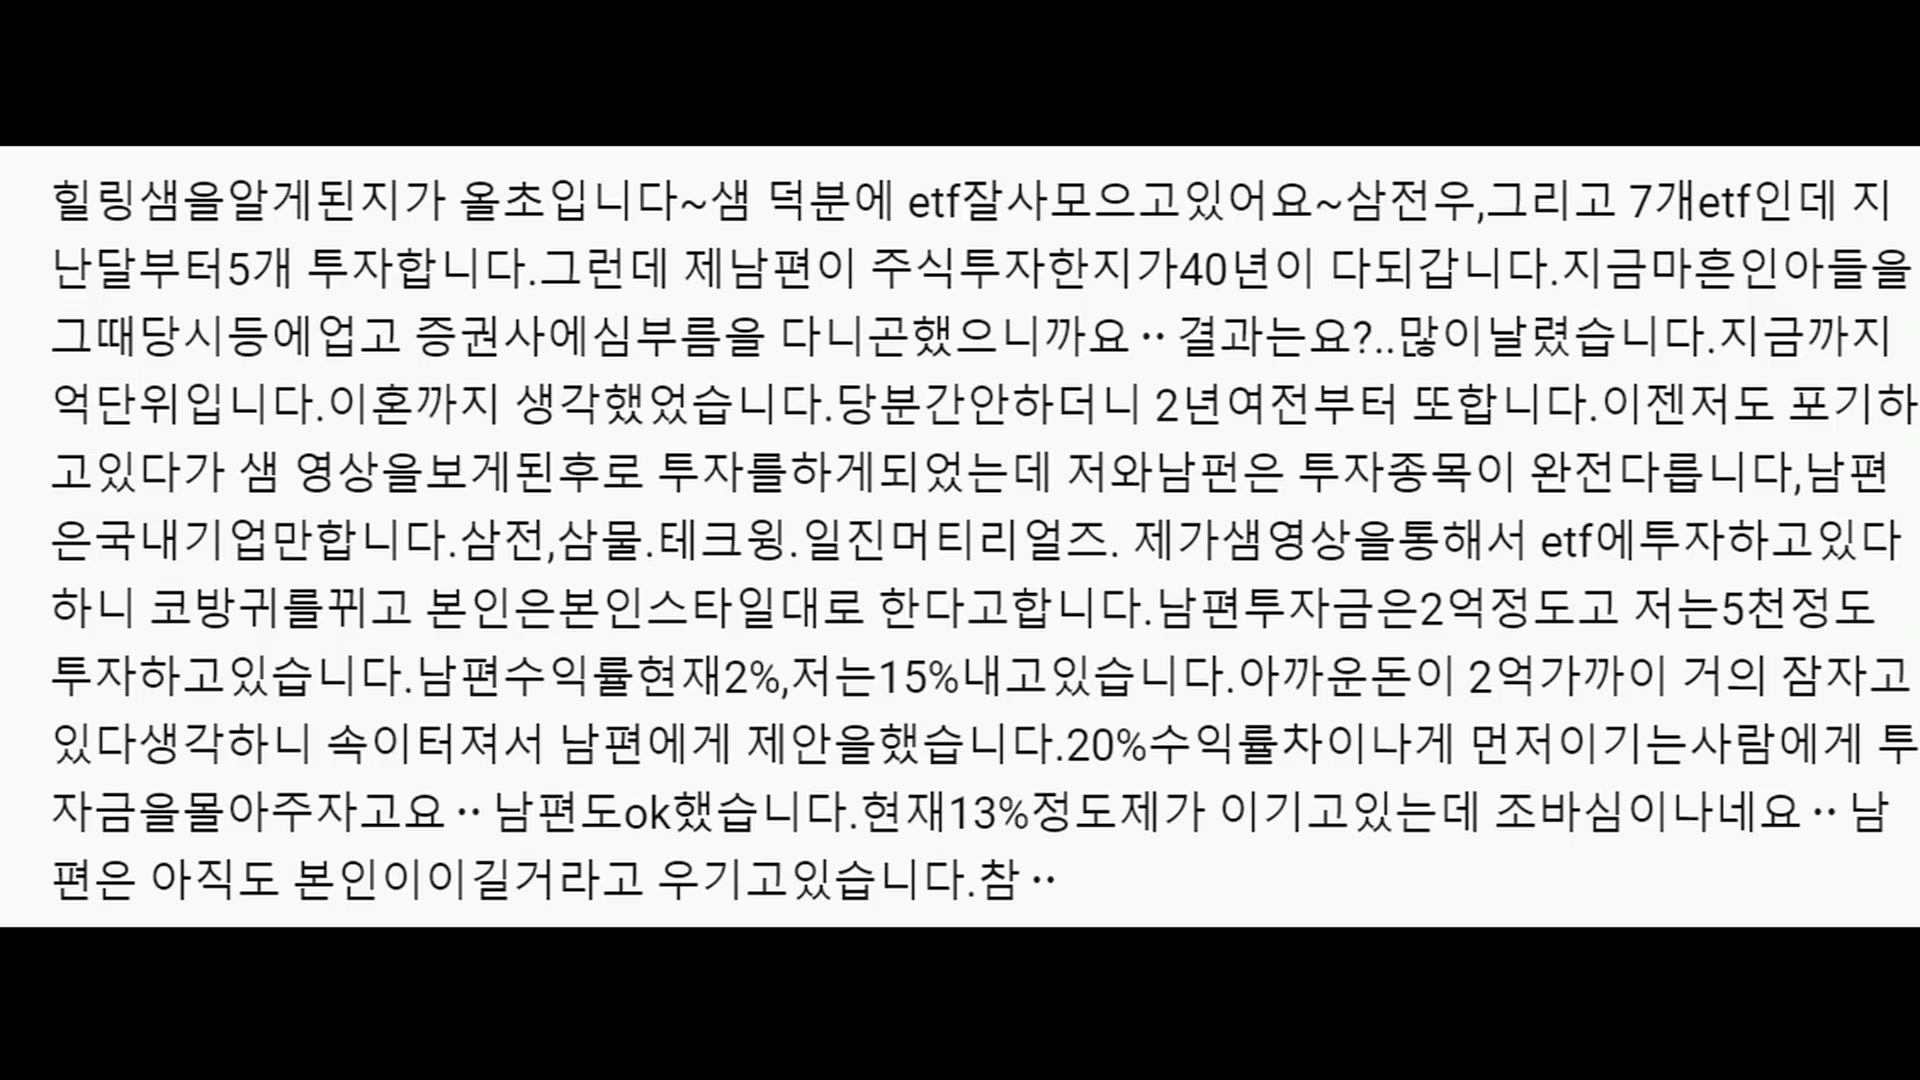 힐링샘을알게된지가 올초입니다~샘 덕분에 etf잘사모으고있어요~삼전우,그리고 7개etf인데 지
난달부터5개 투자합니다.그런데 제남편이 주식투자한지가40년이 다되갑니다.지금마흔인아들을
그때당시등에업고 증권사에심부름을 다니곤했으니까요·· 결과는요?..많이날렸습니다.지금까지
억단위입니다.이혼까지 생각했었습니다.당분간안하더니 2년여전부터 또합니다.이젠저도 포기하
고있다가 샘 영상을보게된후로 투자를하게되었는데 저와남펀은 투자종목이 완전다릅니다,남편
은국내기업만합니다.삼전,삼물.테크윙.일진머티리얼즈. 제가샘영상을통해서 etf에투자하고있다
하니 코방귀를뀌고 본인은본인스타일대로 한다고합니다.남편투자금은2억정도고 저는5천정도
투자하고있습니다.남편수익률현재2%,저는15%내고있습니다.아까운돈이 2억가까이 거의 잠자고
있다생각하니 속이터져서 남편에게 제안을했습니다.20%수익률차이나게 먼저이기는사람에게 투
자금을몰아주자고요·· 남편도ok했습니다.현재13%정도제가 이기고있는데 조바심이나네요·· 남
편은 아직도 본인이이길거라고 우기고있습니다.참··